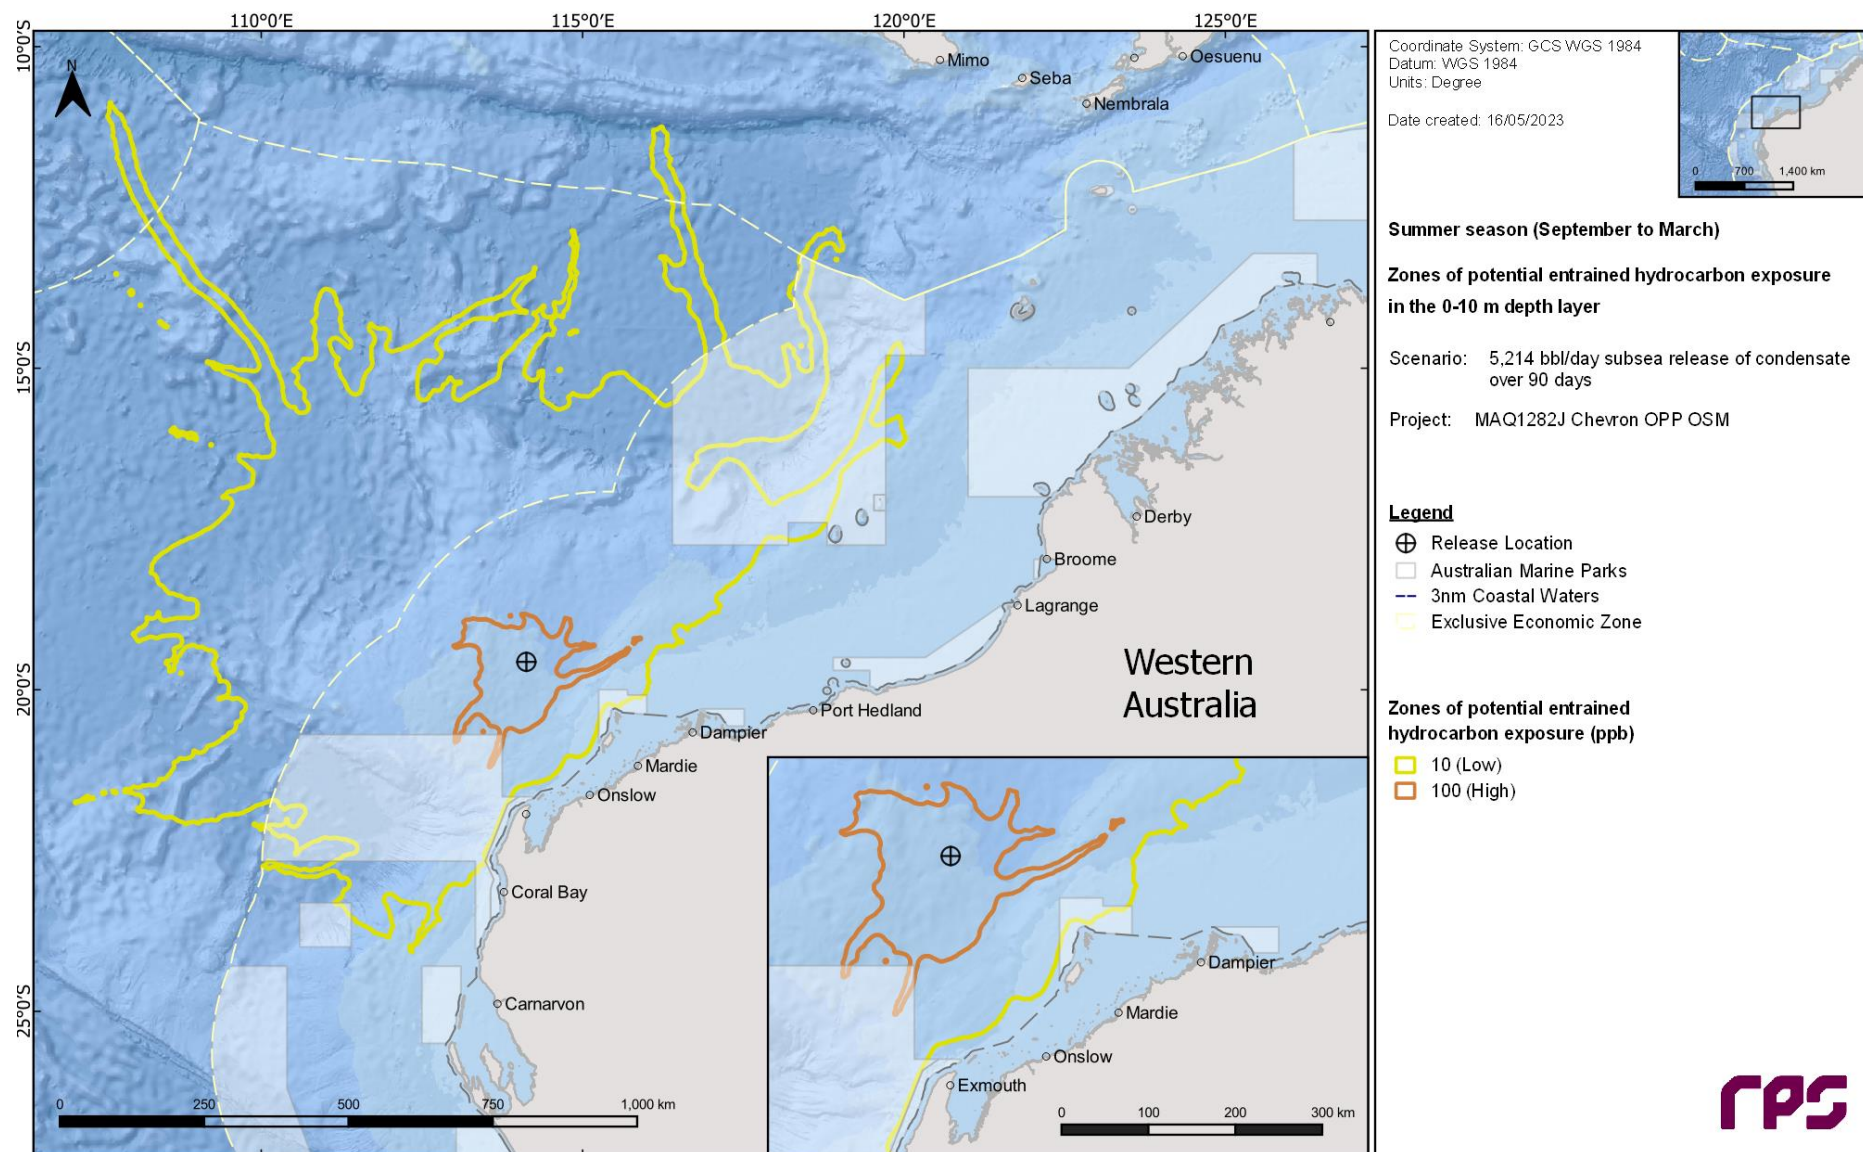 110°0'E
115°0'E
120°0'E
125°0'E
10°0'S
15°0'S
20°0'S
25°0'S
N
Mimo
Seba
Oesuenu
Nembrala
Derby
Broome
Lagrange
Western
Australia
Port Hedland
Dampier
Mardie
Onslow
Coral Bay
Carnarvon
0 250 500 750 1,000 km
Dampier
Mardie
Onslow
Exmouth
0 100 200 300 km
Coordinate System: GCS WGS 1984
Datum: WGS 1984
Units: Degree
Date created: 16/05/2023
0 700 1,400 km
Summer season (September to March)
Zones of potential entrained hydrocarbon exposure
in the 0-10 m depth layer
Scenario: 5,214 bbl/day subsea release of condensate
over 90 days
Project: MAQ1282J Chevron OPP OSM
Legend
Release Location
Australian Marine Parks
3nm Coastal Waters
Exclusive Economic Zone
Zones of potential entrained
hydrocarbon exposure (ppb)
10 (Low)
100 (High)
rps